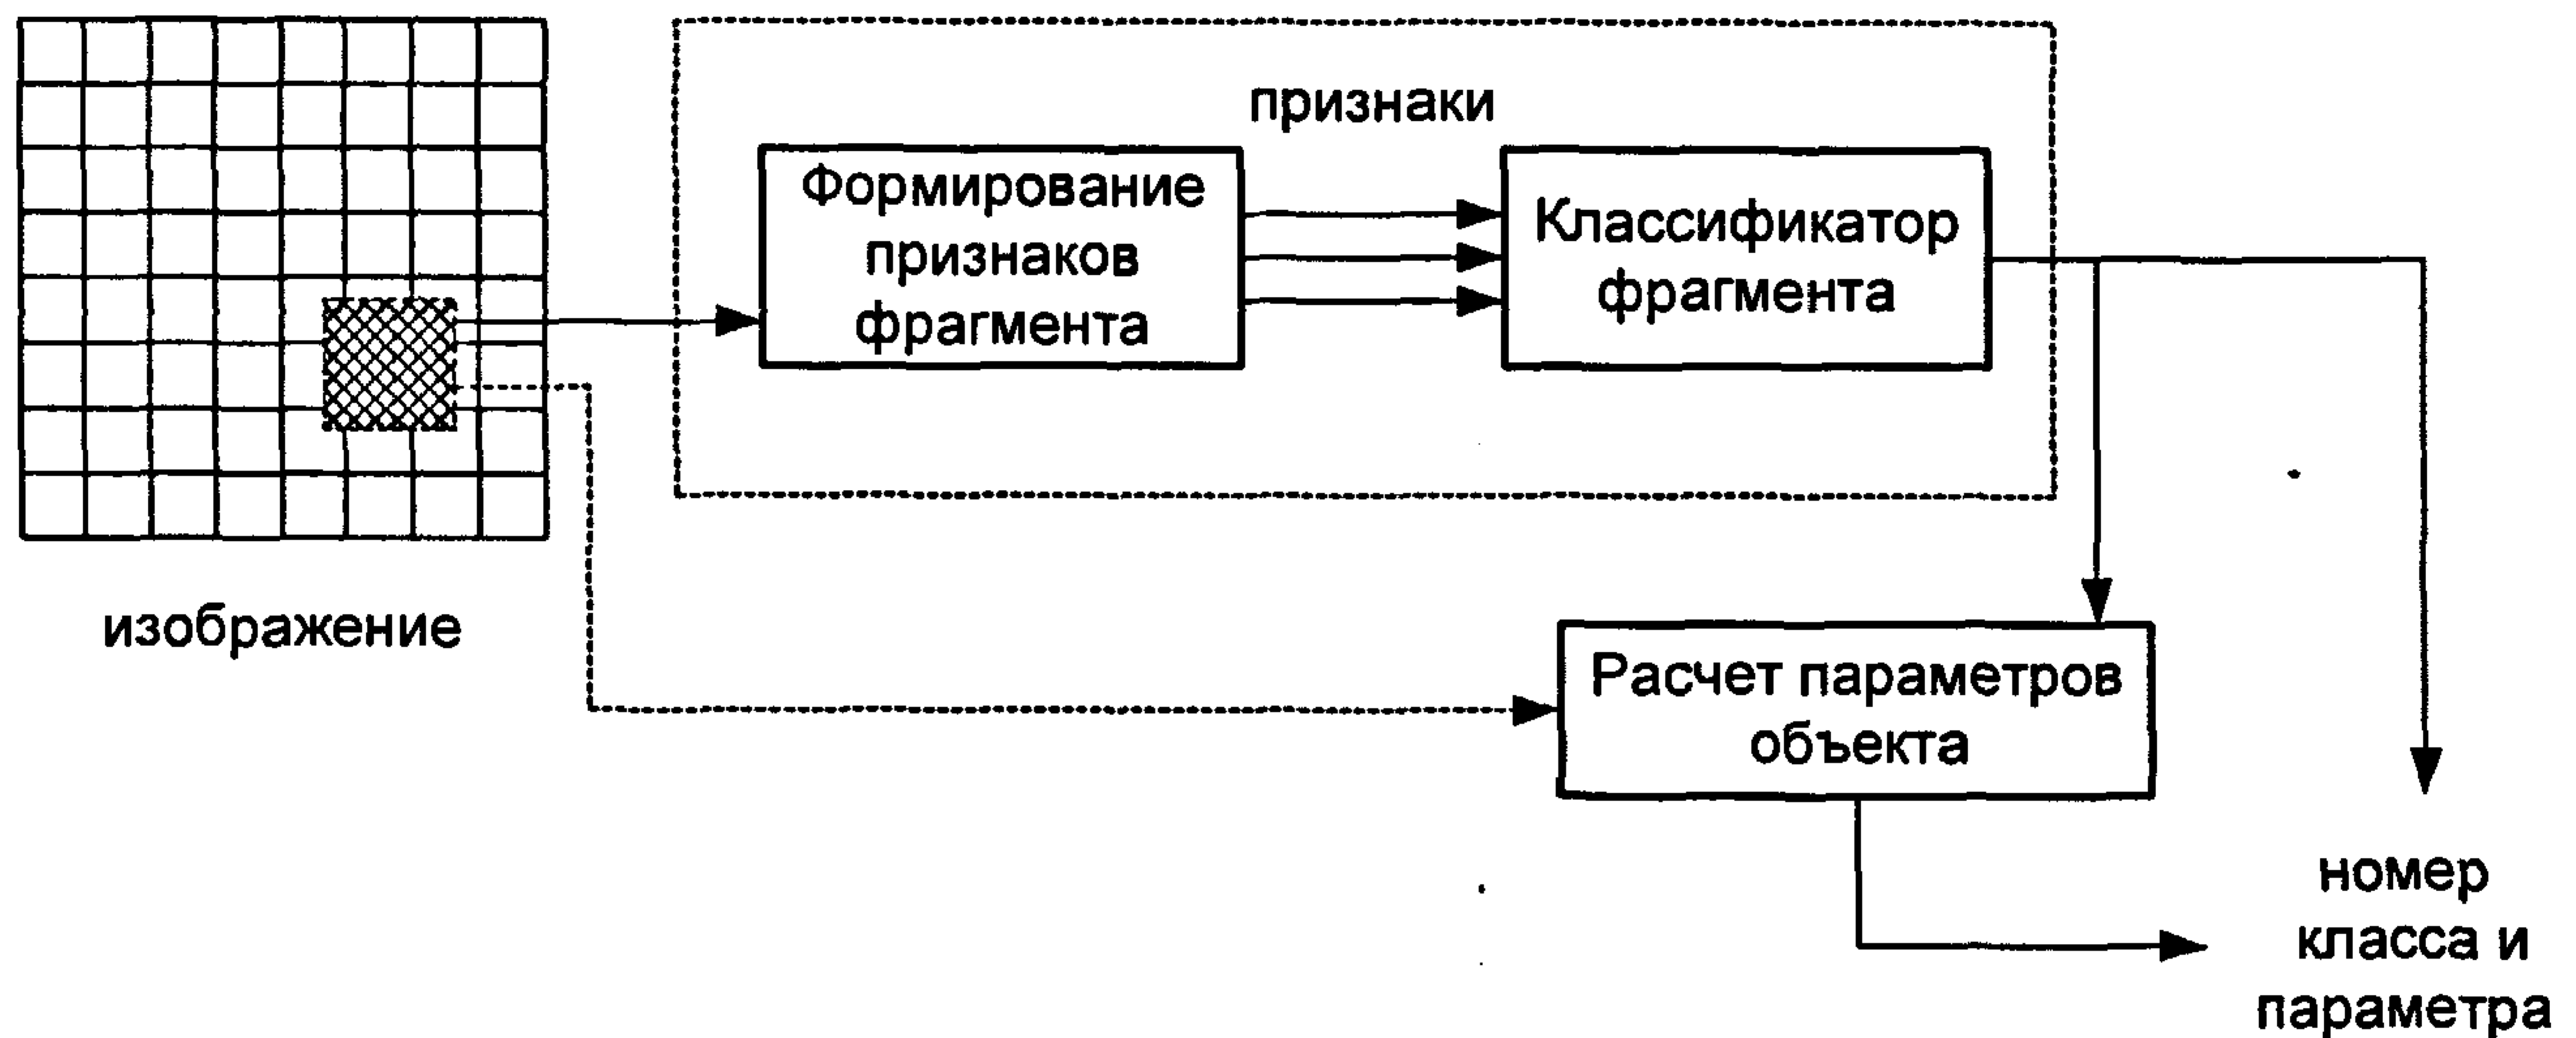 признаки
Формирование
признаков
фрагмента
Классификатор
фрагмента
изображение
Расчет параметров
объекта
номер
класса и
параметра